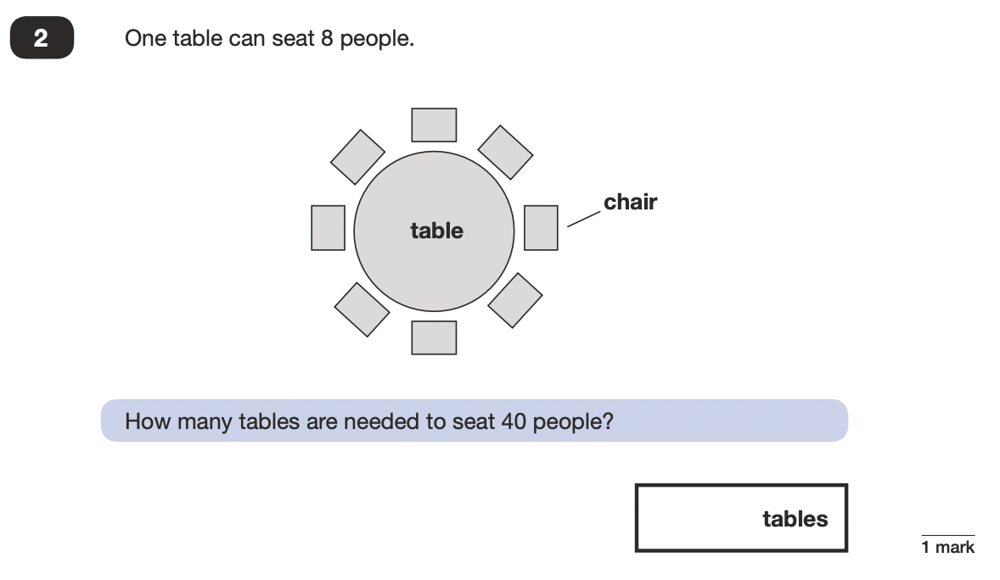 2
One table can seat 8 people.
chair
table
How many tables are needed to seat 40 people?
tables
1 mark